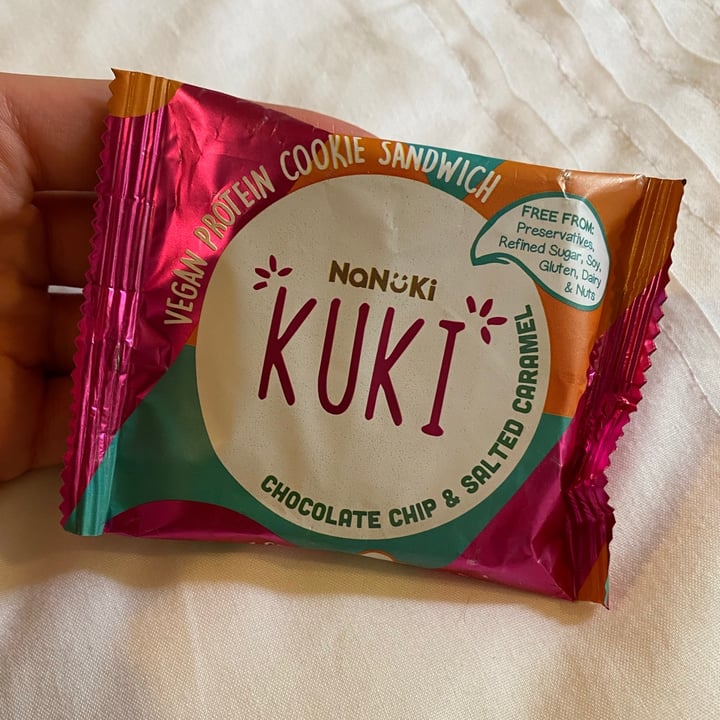 VEGAN PROTEIN COOKIE SANDWICH
FREE FROM:
Preservatives,
Refined Sugar, Soy,
Gluten, Dairy
& Nuts
NaNüKi
KUKI
CHOCOLATE CHIP & SALTED CARAMEL